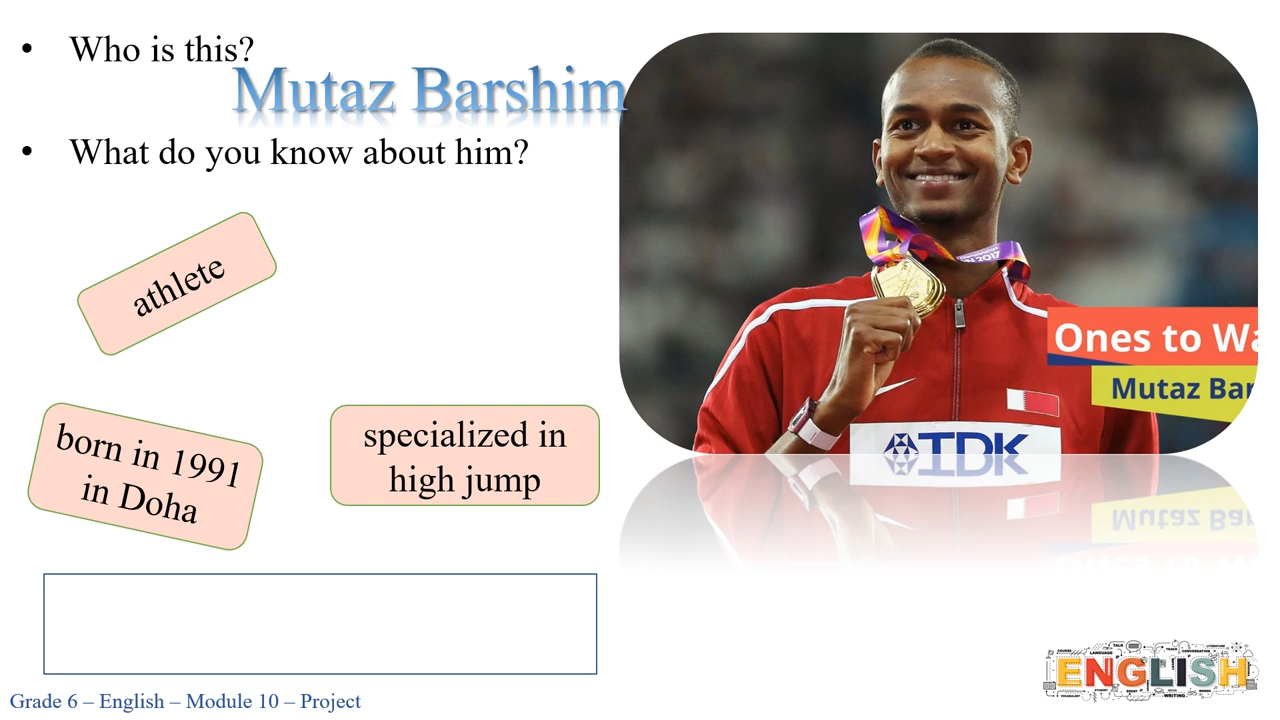 • Who is this?
Mutaz Barshim
• What do you know about him?
athlete
born in 1991
in Doha
specialized in
high jump
2017
Ones to Wa
Mutaz Bar
TDK
ENGLISH
Grade 6 – English – Module 10 – Project